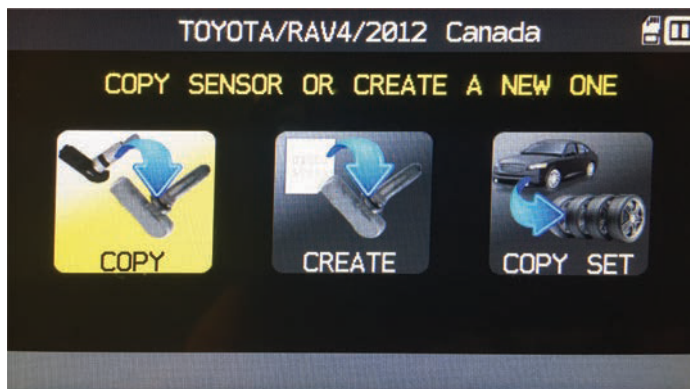 TOYOTA/RAV4/2012 Canada
COPY SENSOR OR CREATE A NEW ONE
COPY
CREATE
COPY SET